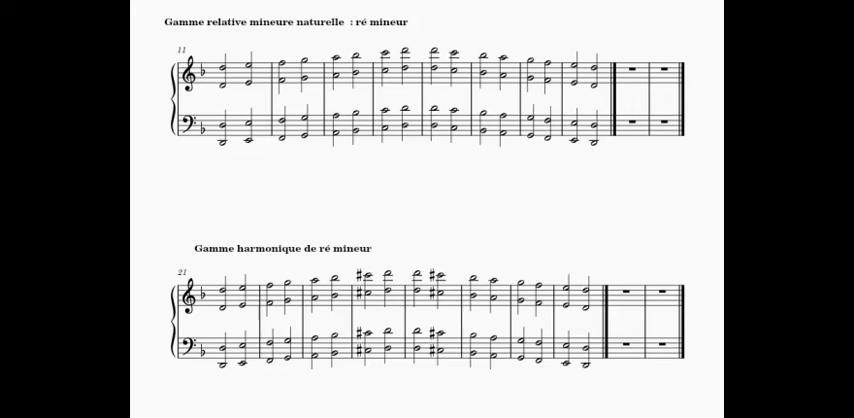 Gamme relative mineure naturelle : ré mineur
11
Gamme harmonique de ré mineur
21